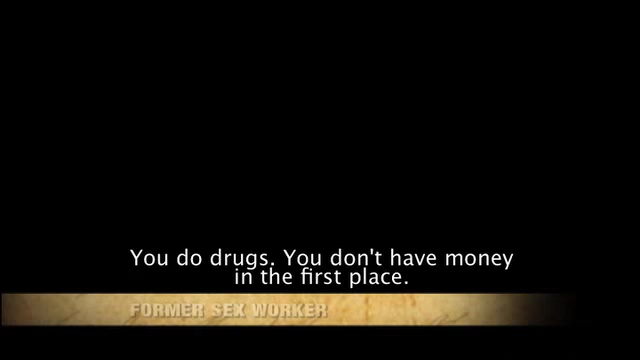 You do drugs. You don't have money
in the first place.
FORMER SEX WORKER